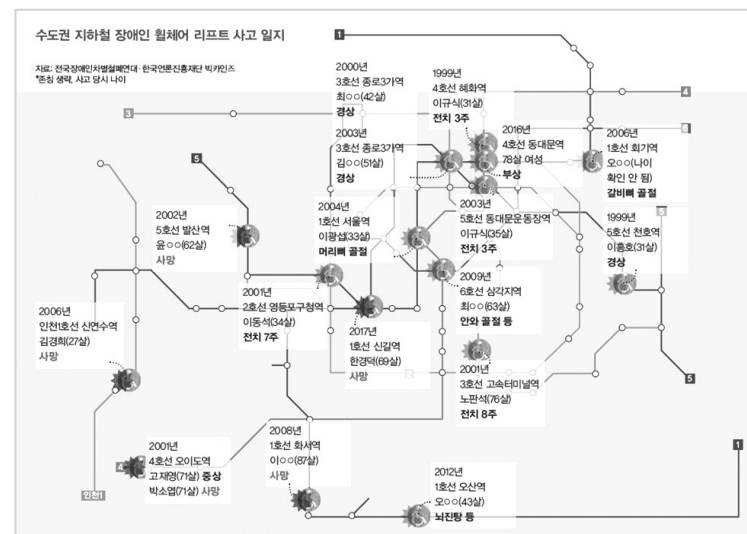 수도권 지하철 장애인 휠체어 리프트 사고 일지
자료: 전국장애인차별철폐연대·한국언론진흥재단 빅카인즈
*존칭 생략, 사고 당시 나이
1
3
4
5
2000년
3호선 종로3가역
최○○(42살)
경상
2003년
3호선 종로3가역
김○○(51살)
경상
1999년
4호선 혜화역
이규식(31살)
전치 3주
2016년
4호선 동대문역
78살 여성
부상
2006년
1호선 회기역
오○○(나이
확인 안 됨)
갈비뼈 골절
2002년
5호선 발산역
윤○○(62살)
사망
2004년
1호선 서울역
이광섭(33살)
머리뼈 골절
2003년
5호선 동대문운동장역
이규식(35살)
전치 3주
5
1999년
5호선 천호역
이흥호(31살)
경상
2001년
2호선 영등포구청역
이동석(34살)
전치 7주
2009년
6호선 삼각지역
최○○(63살)
안와 골절 등
2006년
인천1호선 신연수역
김경희(27살)
사망
2017년
1호선 신길역
한경덕(69살)
사망
2001년
3호선 고속터미널역
노판석(76살)
전치 8주
5
2001년
4호선 오이도역
고재영(71살) 중상
박소엽(71살) 사망
4
인천1
2008년
1호선 화서역
이○○(87살)
사망
2012년
1호선 오산역
오○○(43살)
뇌진탕 등
1